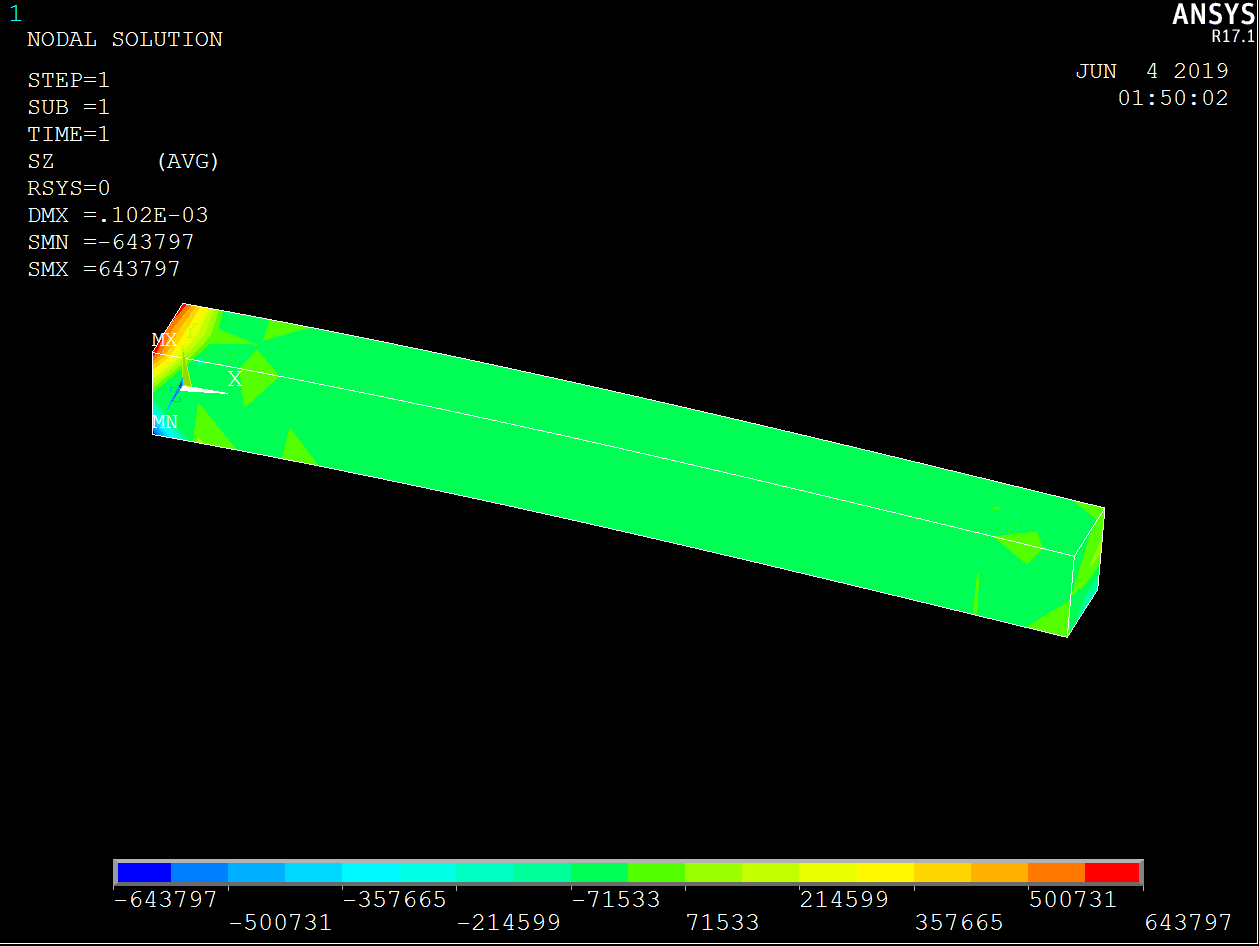 1
ANSYS
R17.1
NODAL SOLUTION
JUN 4 2019
01:50:02
STEP=1
SUB =1
TIME=1
SZ (AVG)
RSYS=0
DMX =.102E-03
SMN =-643797
SMX =643797
MX
X
Z
MN
-643797 -357665 -71533 214599 500731
-500731 -214599 71533 357665 643797